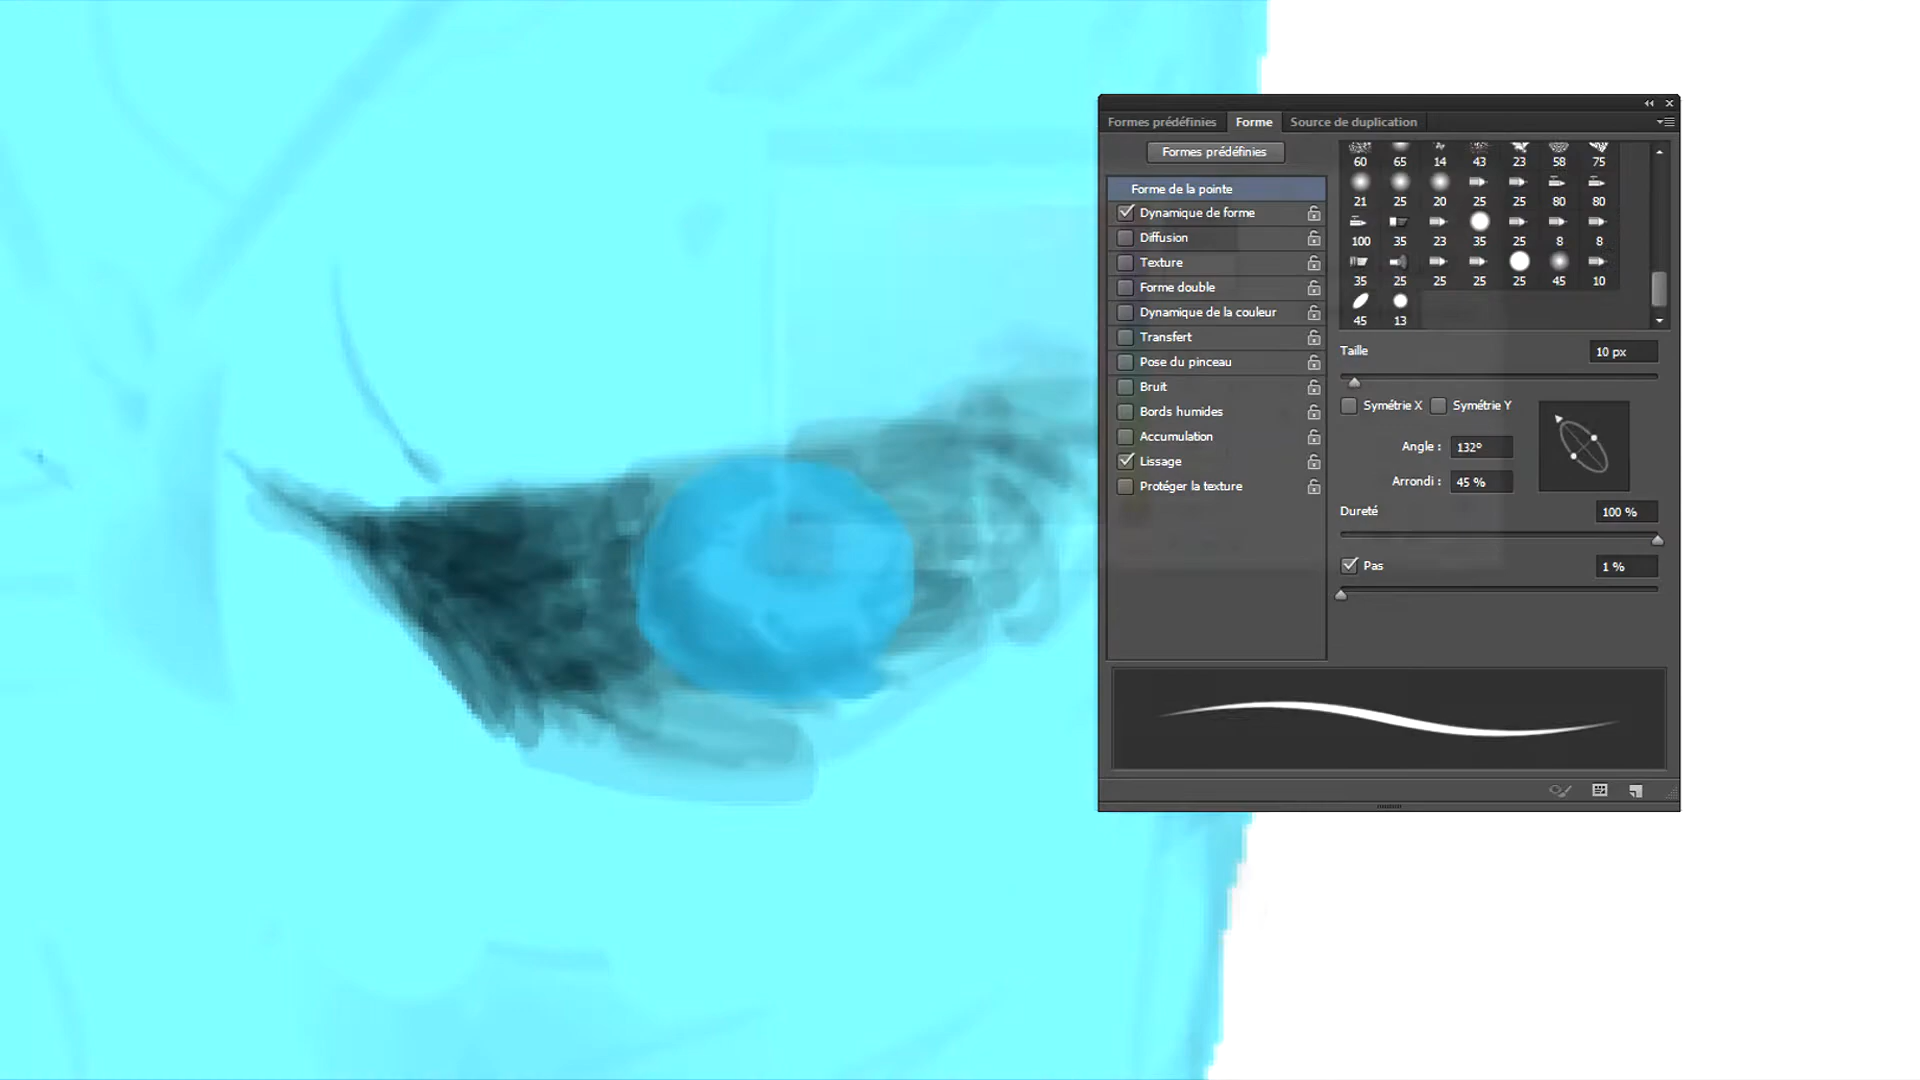 Formes prédéfinies Forme Source de duplication
Formes prédéfinies
Forme de la pointe
Dynamique de forme
Diffusion
Texture
Forme double
Dynamique de la couleur
Transfert
Pose du pinceau
Bruit
Bords humides
Accumulation
Lissage
Protéger la texture
60 65 14 43 23 58 75
21 25 20 25 25 80 80
100 35 23 35 25 8 8
35 25 25 25 25 45 10
45 13
Taille 10 px
Symétrie X Symétrie Y
Angle : 132º
Arrondi : 45 %
Dureté 100 %
Pas 1 %